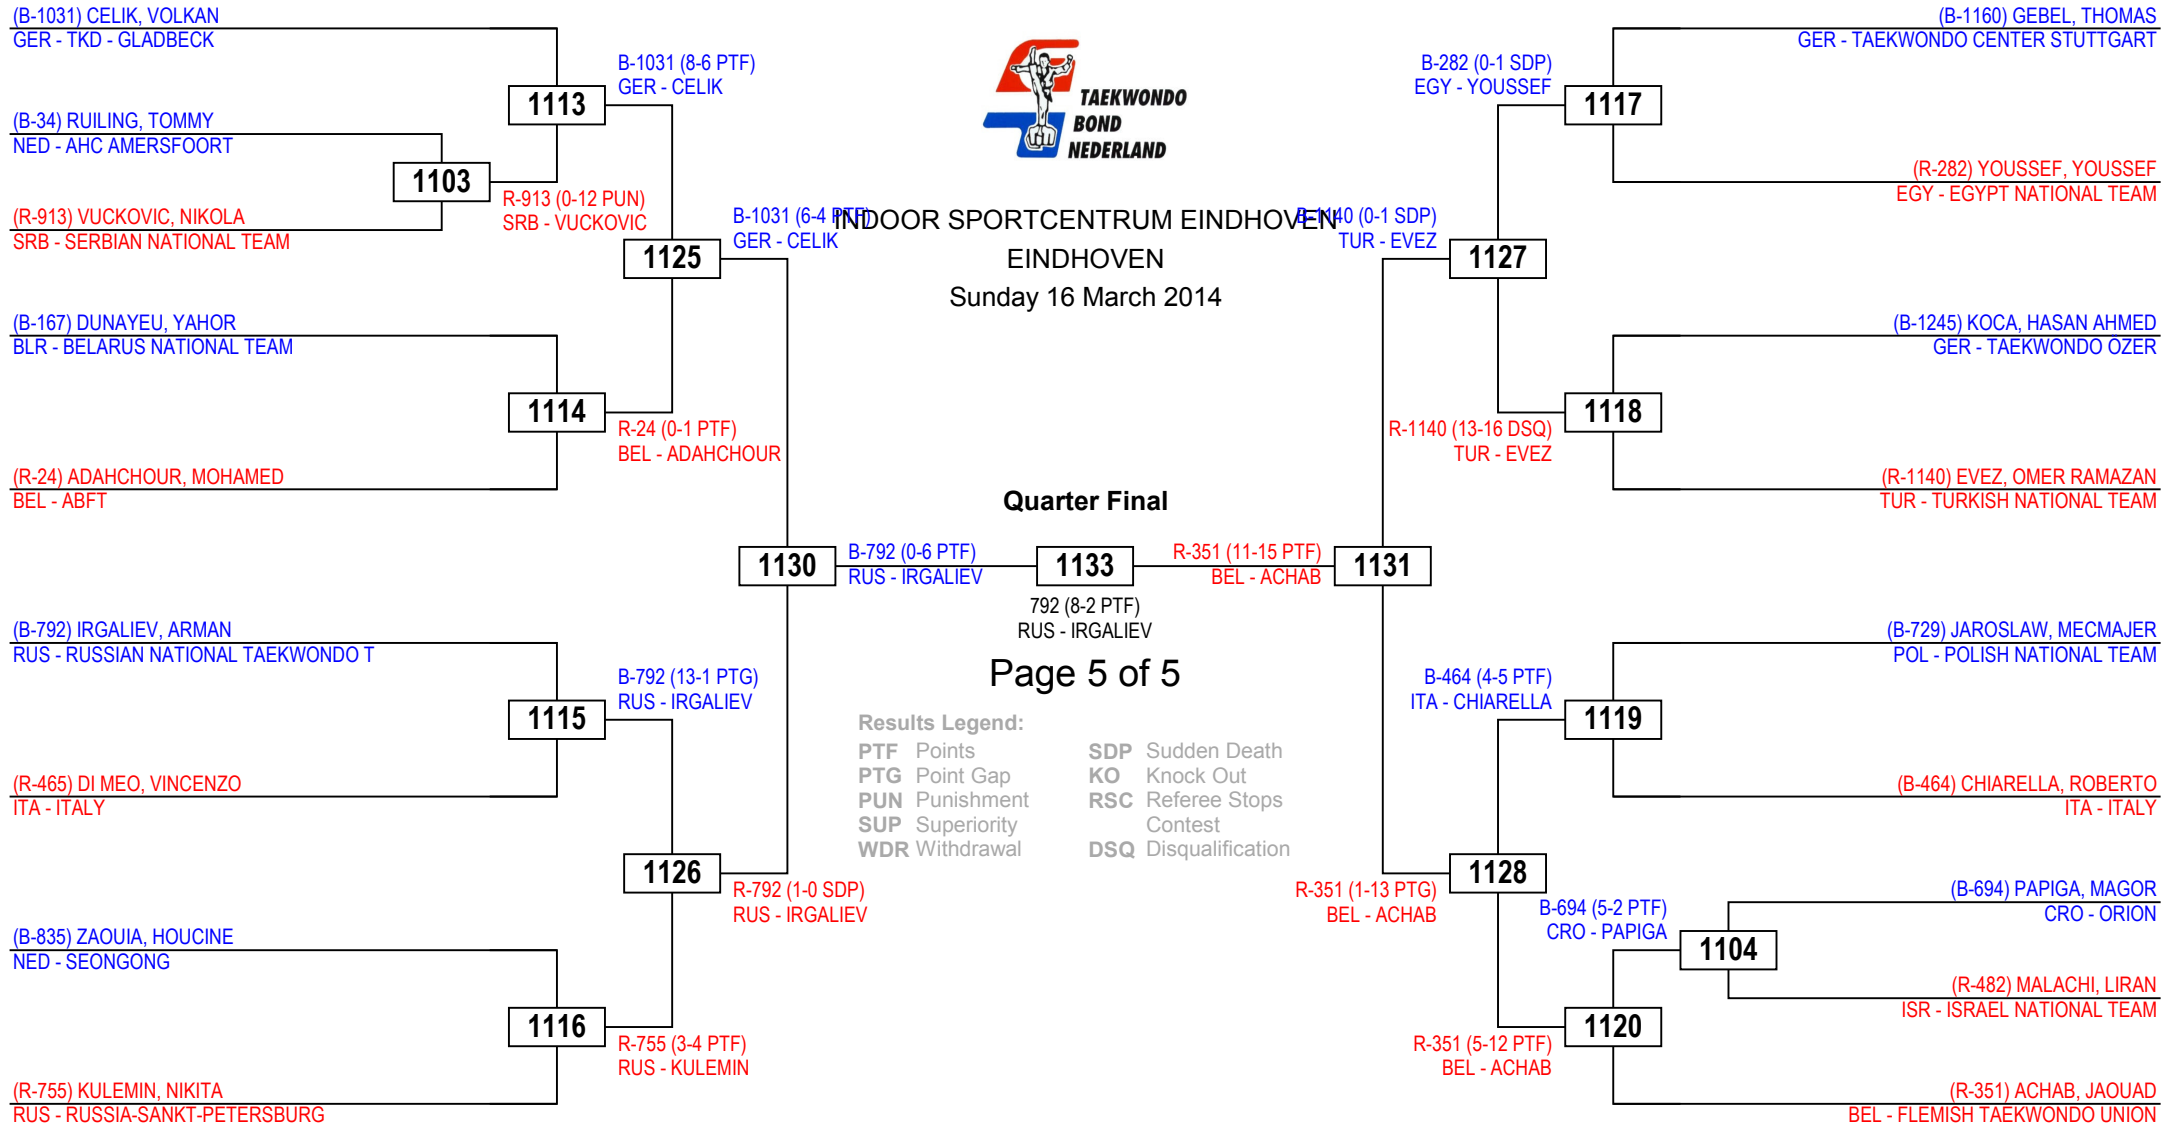 (B-1031) CELIK, VOLKAN
GER - TKD - GLADBECK
B-1031 (8-6 PTF)
GER - CELIK
1113
(B-34) RUILING, TOMMY
NED - AHC AMERSFOORT
1103
R-913 (0-12 PUN)
SRB - VUCKOVIC
(R-913) VUCKOVIC, NIKOLA
SRB - SERBIAN NATIONAL TEAM
B-1031 (6-4 PTF)
GER - CELIK
1125
(B-167) DUNAYEU, YAHOR
BLR - BELARUS NATIONAL TEAM
1114
R-24 (0-1 PTF)
BEL - ADAHCHOUR
(R-24) ADAHCHOUR, MOHAMED
BEL - ABFT
1130
B-792 (0-6 PTF)
RUS - IRGALIEV
(B-792) IRGALIEV, ARMAN
RUS - RUSSIAN NATIONAL TAEKWONDO T
B-792 (13-1 PTG)
RUS - IRGALIEV
1115
(R-465) DI MEO, VINCENZO
ITA - ITALY
1126
R-792 (1-0 SDP)
RUS - IRGALIEV
(B-835) ZAOUIA, HOUCINE
NED - SEONGONG
1116
R-755 (3-4 PTF)
RUS - KULEMIN
(R-755) KULEMIN, NIKITA
RUS - RUSSIA-SANKT-PETERSBURG
TAEKWONDO
BOND
NEDERLAND
INDOOR SPORTCENTRUM EINDHOVEN
EINDHOVEN
Sunday 16 March 2014
Quarter Final
1133
792 (8-2 PTF)
RUS - IRGALIEV
Page 5 of 5
Results Legend:
PTF Points
PTG Point Gap
PUN Punishment
SUP Superiority
WDR Withdrawal
SDP Sudden Death
KO Knock Out
RSC Referee Stops
Contest
DSQ Disqualification
(B-1160) GEBEL, THOMAS
GER - TAEKWONDO CENTER STUTTGART
B-282 (0-1 SDP)
EGY - YOUSSEF
1117
(R-282) YOUSSEF, YOUSSEF
EGY - EGYPT NATIONAL TEAM
B-1140 (0-1 SDP)
TUR - EVEZ
1127
(B-1245) KOCA, HASAN AHMED
GER - TAEKWONDO OZER
1118
R-1140 (13-16 DSQ)
TUR - EVEZ
(R-1140) EVEZ, OMER RAMAZAN
TUR - TURKISH NATIONAL TEAM
R-351 (11-15 PTF)
BEL - ACHAB
1131
(B-729) JAROSLAW, MECMAJER
POL - POLISH NATIONAL TEAM
B-464 (4-5 PTF)
ITA - CHIARELLA
1119
(B-464) CHIARELLA, ROBERTO
ITA - ITALY
1128
R-351 (1-13 PTG)
BEL - ACHAB
(B-694) PAPIGA, MAGOR
CRO - ORION
B-694 (5-2 PTF)
CRO - PAPIGA
1104
(R-482) MALACHI, LIRAN
ISR - ISRAEL NATIONAL TEAM
1120
R-351 (5-12 PTF)
BEL - ACHAB
(R-351) ACHAB, JAOUAD
BEL - FLEMISH TAEKWONDO UNION